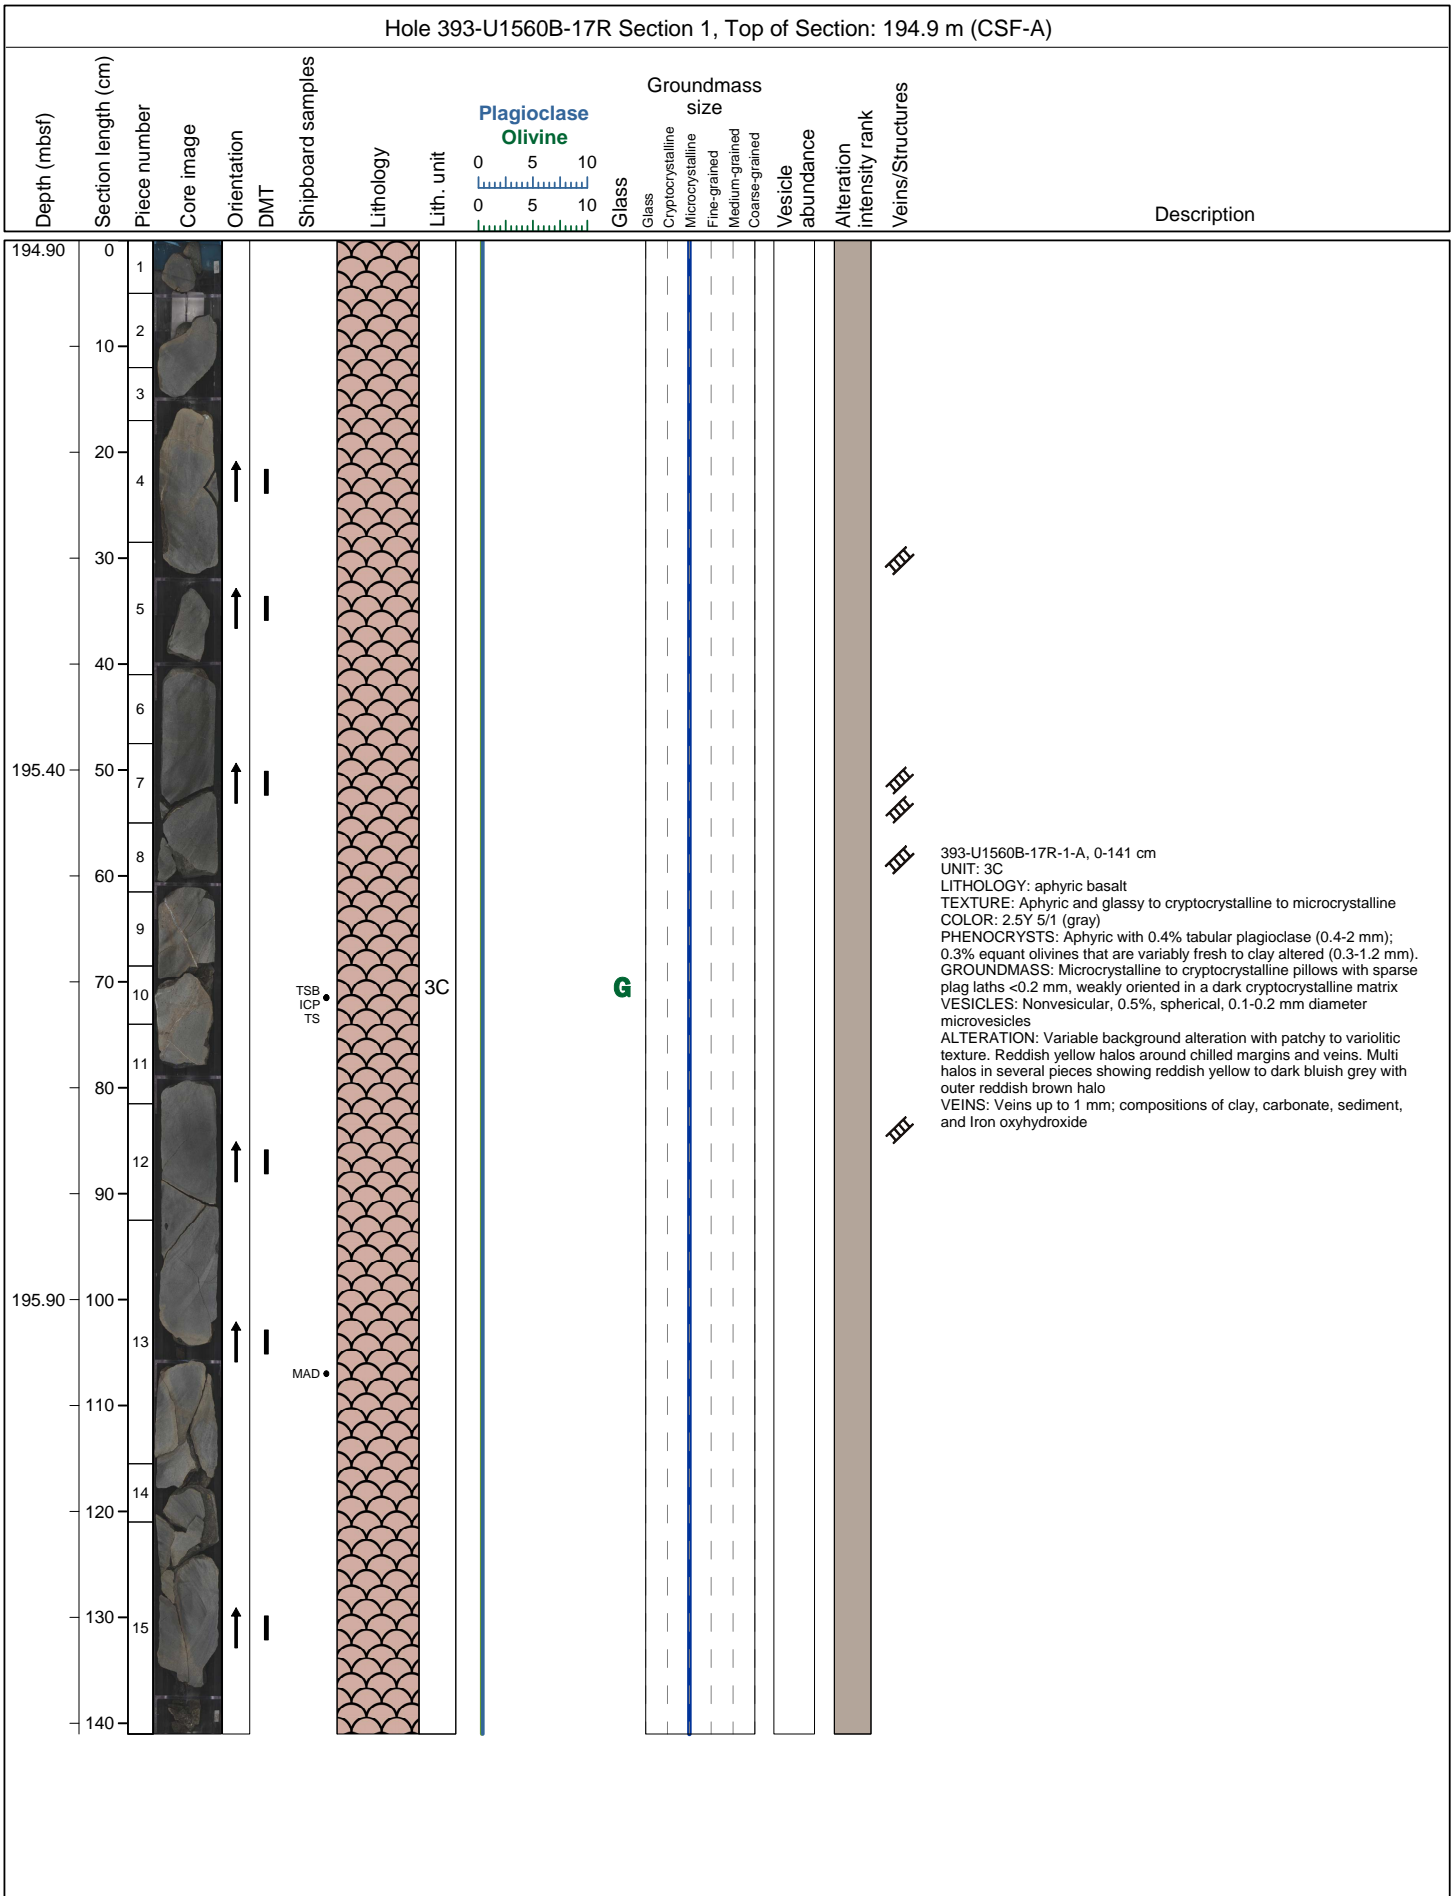 Hole 393-U1560B-17R Section 1, Top of Section: 194.9 m (CSF-A)
Depth (mbsf)
Section length (cm)
Piece number
Core image
Orientation
DMT
Shipboard samples
Lithology
Lith. unit
Plagioclase
Olivine
0 5 10
0 5 10
Glass
Groundmass
size
Glass
Cryptocrystalline
Microcrystalline
Fine-grained
Medium-grained
Coarse-grained
Vesicle
abundance
Alteration
intensity rank
Veins/Structures
Description
194.90
195.40
195.90
0
10
20
30
40
50
60
70
80
90
100
110
120
130
140
1
2
3
4
5
6
7
8
9
10
11
12
13
14
15
TSB
ICP
TS
MAD
3C
G
393-U1560B-17R-1-A, 0-141 cm
UNIT: 3C
LITHOLOGY: aphyric basalt
TEXTURE: Aphyric and glassy to cryptocrystalline to microcrystalline
COLOR: 2.5Y 5/1 (gray)
PHENOCRYSTS: Aphyric with 0.4% tabular plagioclase (0.4-2 mm);
0.3% equant olivines that are variably fresh to clay altered (0.3-1.2 mm).
GROUNDMASS: Microcrystalline to cryptocrystalline pillows with sparse
plag laths <0.2 mm, weakly oriented in a dark cryptocrystalline matrix
VESICLES: Nonvesicular, 0.5%, spherical, 0.1-0.2 mm diameter
microvesicles
ALTERATION: Variable background alteration with patchy to variolitic
texture. Reddish yellow halos around chilled margins and veins. Multi
halos in several pieces showing reddish yellow to dark bluish grey with
outer reddish brown halo
VEINS: Veins up to 1 mm; compositions of clay, carbonate, sediment,
and Iron oxyhydroxide